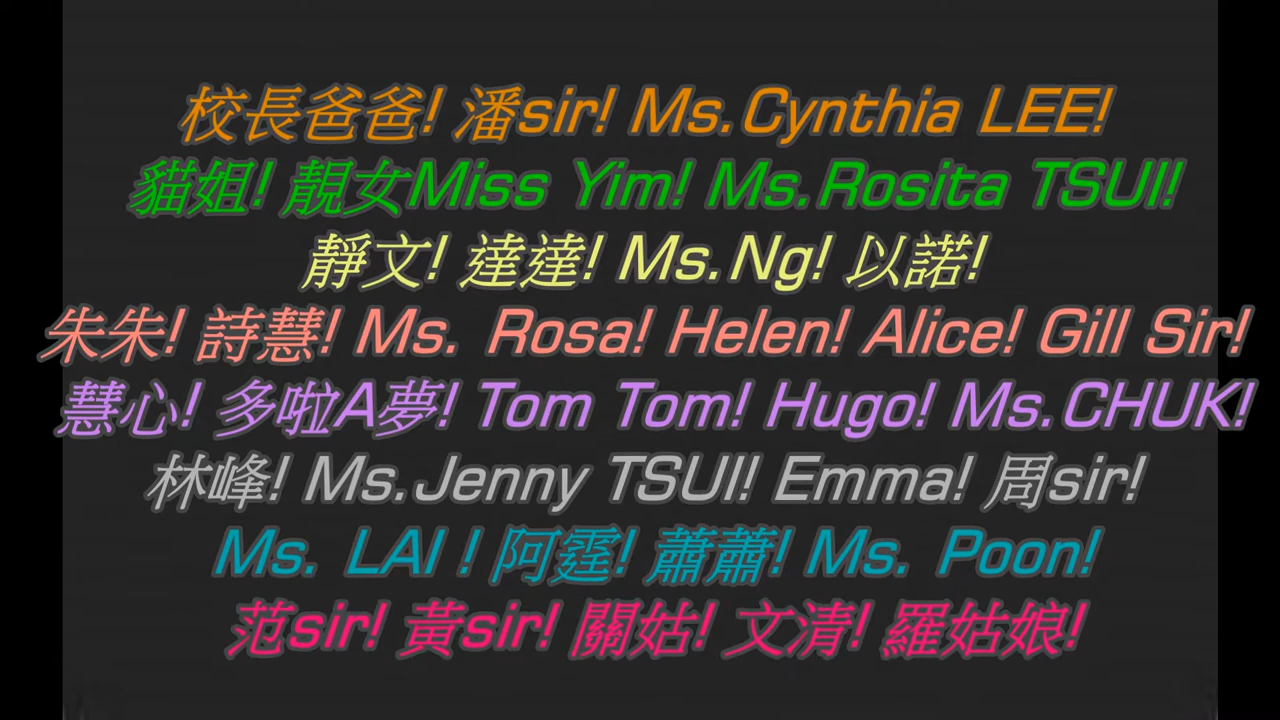 校長爸爸! 潘sir! Ms.Cynthia LEE!
貓姐! 靚女Miss Yim! Ms.Rosita TSUI!
靜文! 達達! Ms.Ng! 以諾!
朱朱! 詩慧! Ms. Rosa! Helen! Alice! Gill Sir!
慧心! 多啦A夢! Tom Tom! Hugo! Ms.CHUK!
林峰! Ms.Jenny TSUI! Emma! 周sir!
Ms. LAI ! 阿霆! 蕭蕭! Ms. Poon!
范sir! 黃sir! 關姑! 文清! 羅姑娘!